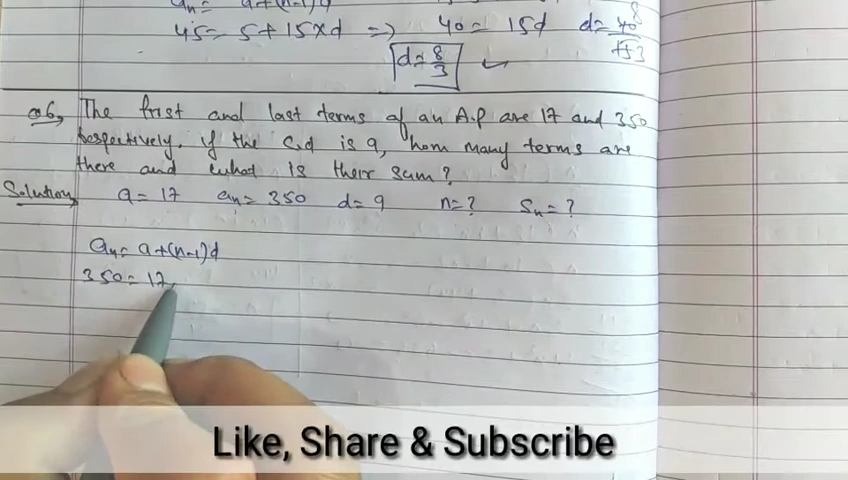 aₙ = a+(n-1)d
45 = 5+15×d => 40 = 15d d = 40/15 8 3
d = 8/3
Q6, The first and last terms of an A.P are 17 and 350
respectively. if the C.d is 9, how many terms are
there and what is their sum?
Solution, a = 17 aₙ = 350 d = 9 n = ? Sₙ = ?
aₙ = a+(n-1)d
350 = 17
Like, Share & Subscribe